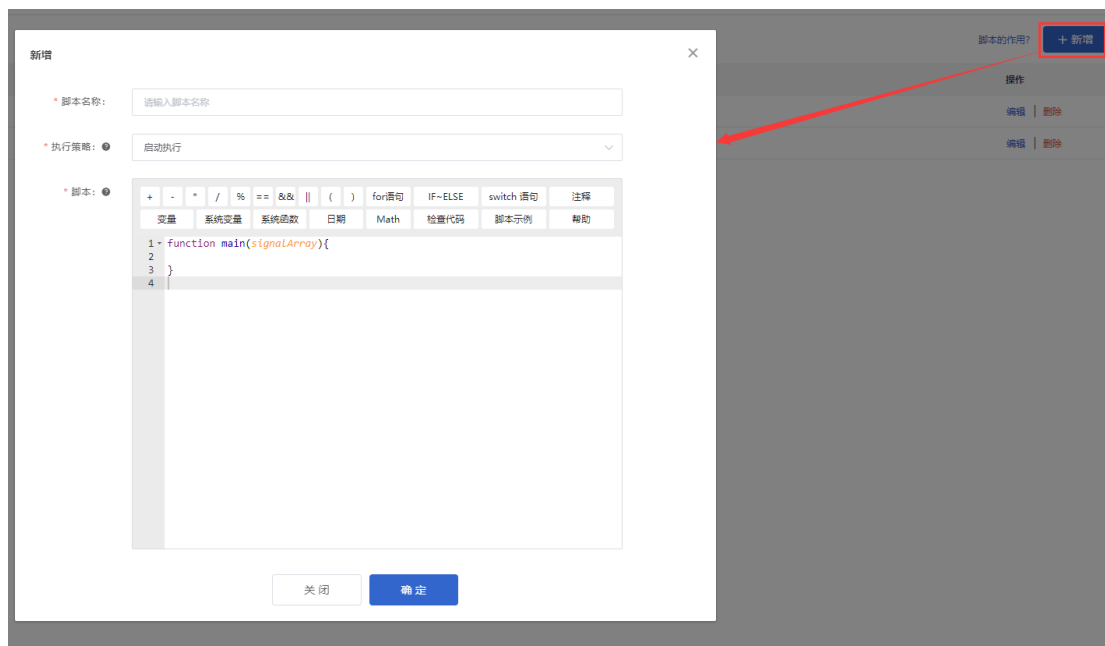 脚本的作用?
+ 新增
新增
×
操作
* 脚本名称: 请输入脚本名称
编辑 | 删除
* 执行策略: ? 启动执行
编辑 | 删除
* 脚本: ?
+ - * / % == && || ( ) for语句 IF~ELSE switch 语句 注释
变量 系统变量 系统函数 日期 Math 检查代码 脚本示例 帮助
1 function main(signalArray){
2
3 }
4
关 闭 确 定